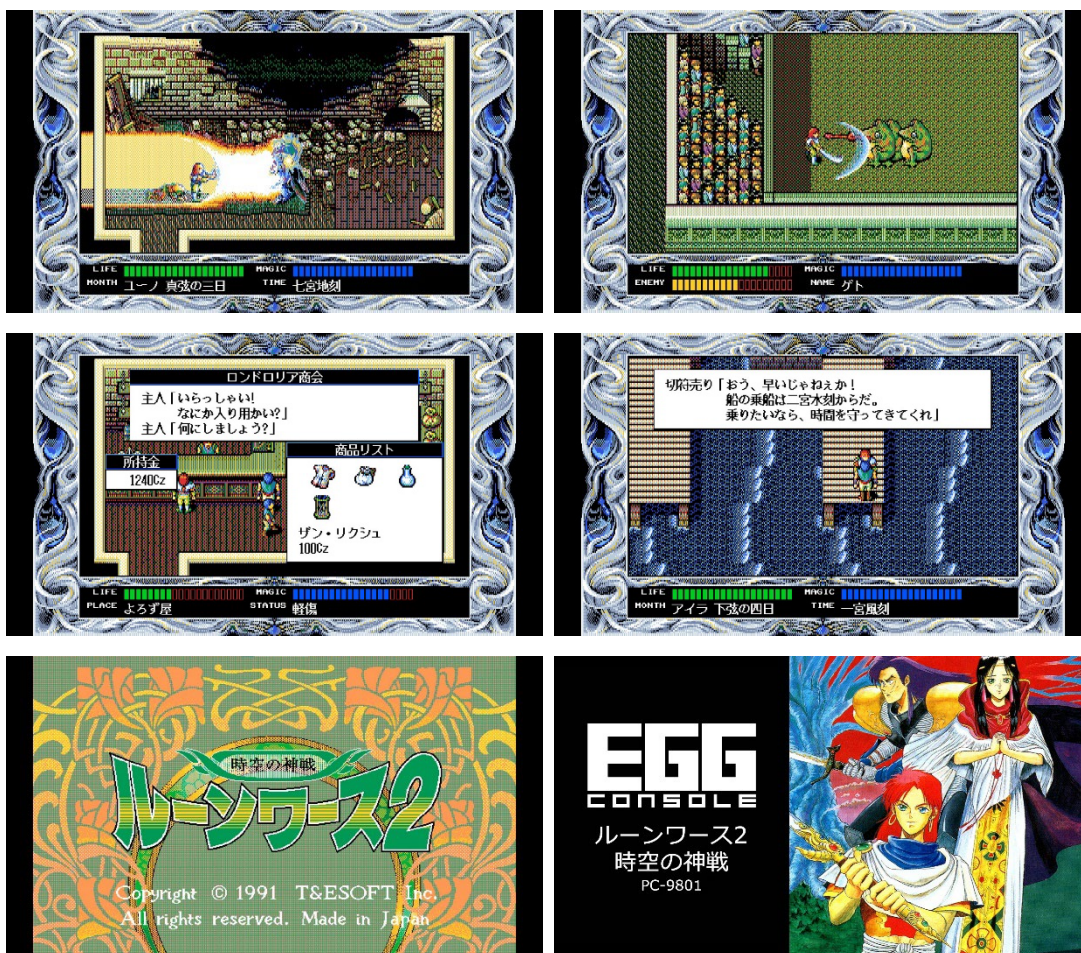 LIFE MAGIC
MONTH ユーノ 真弦の三日 TIME 七宮地刻
LIFE MAGIC
ENEMY NAME ゲト
ロンドロリア商会
主人「いらっしゃい!
なにか入り用かい?」
主人「何にしましょう?」
所持金
1240Cz
商品リスト
ザン・リクシュ
100Cz
LIFE MAGIC
PLACE よろず屋 STATUS 軽傷
切符売り「おう、早いじゃねぇか!
船の乗船は二宮水刻からだ。
乗りたいなら、時間を守ってきてくれ」
LIFE MAGIC
MONTH アイラ 下弦の四日 TIME 一宮風刻
時空の神戦
ルーンワース2
Copyright © 1991 T&ESOFT Inc.
All rights reserved. Made in Japan
EGG
CONSOLE
ルーンワース2
時空の神戦
PC-9801